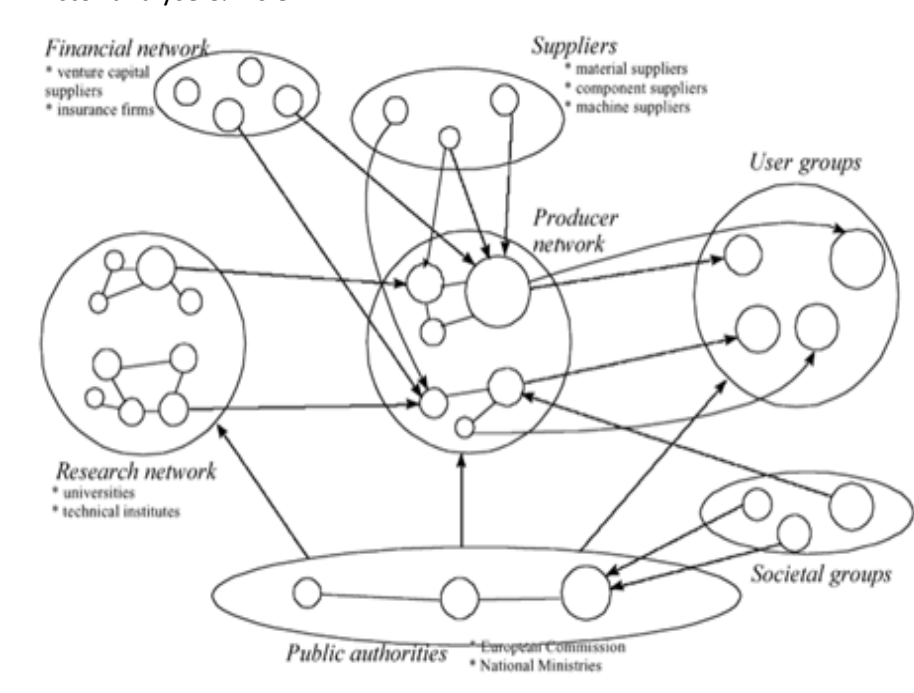 Financial network
* venture capital
suppliers
* insurance firms
Suppliers
* material suppliers
* component suppliers
* machine suppliers
User groups
Producer
network
Research network
* universities
* technical institutes
Societal groups
Public authorities
* European Commission
* National Ministries